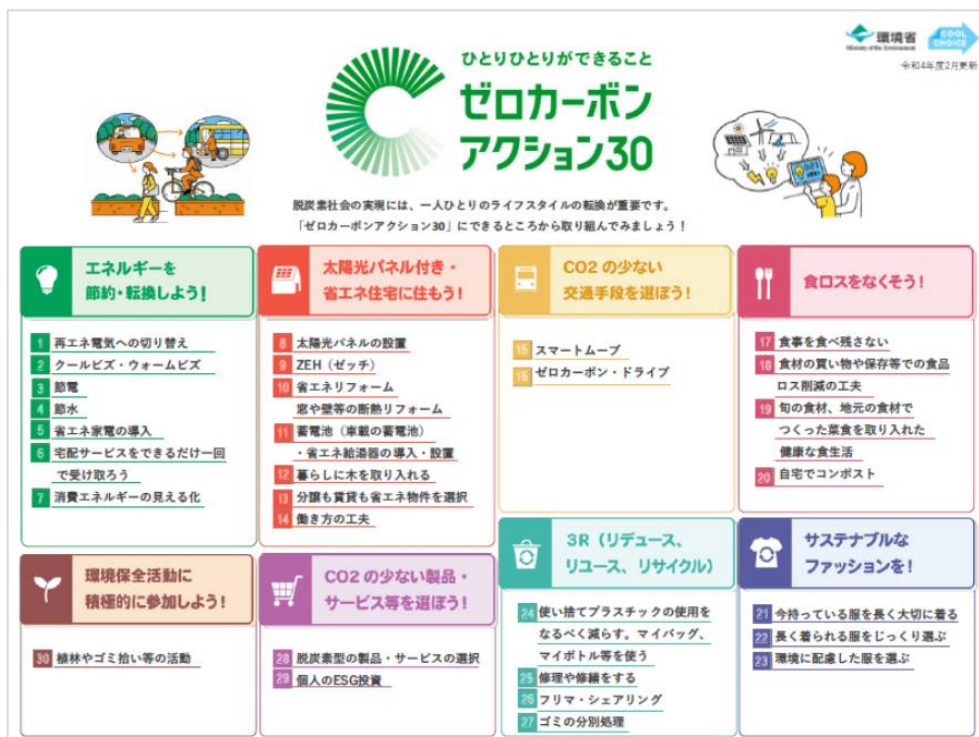 環境省
Ministry of the Environment
COOL CHOICE
令和4年度2月更新
ひとりひとりができること
ゼロカーボン
アクション30
脱炭素社会の実現には、一人ひとりのライフスタイルの転換が重要です。
「ゼロカーボンアクション30」にできるところから取り組んでみましょう！
エネルギーを
節約・転換しよう！
1 再エネ電気への切り替え
2 クールビズ・ウォームビズ
3 節電
4 節水
5 省エネ家電の導入
6 宅配サービスをできるだけ一回
で受け取ろう
7 消費エネルギーの見える化
太陽光パネル付き・
省エネ住宅に住もう！
8 太陽光パネルの設置
9 ZEH（ゼッチ）
10 省エネリフォーム
窓や壁等の断熱リフォーム
11 蓄電池（車載の蓄電池）
・省エネ給湯器の導入・設置
12 暮らしに木を取り入れる
13 分譲も賃貸も省エネ物件を選択
14 働き方の工夫
CO2の少ない
交通手段を選ぼう！
15 スマートムーブ
16 ゼロカーボン・ドライブ
食ロスをなくそう！
17 食事を食べ残さない
18 食材の買い物や保存等での食品
ロス削減の工夫
19 旬の食材、地元の食材で
つくった菜食を取り入れた
健康な食生活
20 自宅でコンポスト
環境保全活動に
積極的に参加しよう！
30 植林やゴミ拾い等の活動
CO2の少ない製品・
サービス等を選ぼう！
28 脱炭素型の製品・サービスの選択
29 個人のESG投資
3R（リデュース、
リユース、リサイクル）
24 使い捨てプラスチックの使用を
なるべく減らす。マイバッグ、
マイボトル等を使う
25 修理や修繕をする
26 フリマ・シェアリング
27 ゴミの分別処理
サステナブルな
ファッションを！
21 今持っている服を長く大切に着る
22 長く着られる服をじっくり選ぶ
23 環境に配慮した服を選ぶ